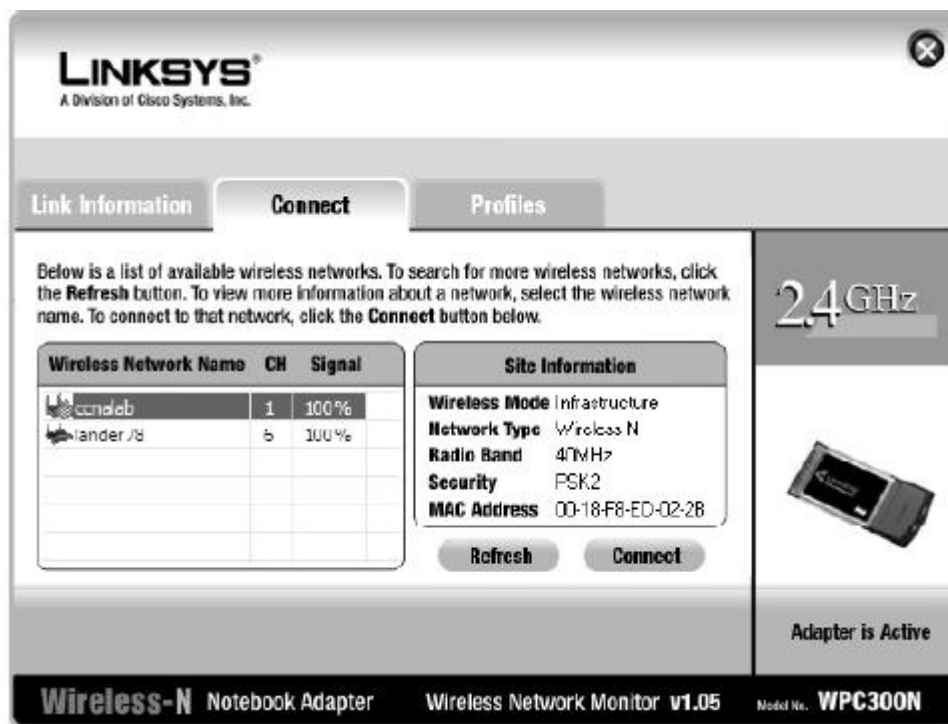 LINKSYS®
A Division of Cisco Systems, Inc.
Link Information Connect Profiles
Below is a list of available wireless networks. To search for more wireless networks, click
the Refresh button. To view more information about a network, select the wireless network
name. To connect to that network, click the Connect button below.
2.4GHz
Wireless Network Name CH Signal
ccnalab 1 100%
lander78 6 100%
Site Information
Wireless Mode Infrastructure
Network Type Wireless N
Radio Band 40MHz
Security PSK2
MAC Address 00-18-F8-ED-02-2B
Refresh Connect
Adapter is Active
Wireless-N Notebook Adapter Wireless Network Monitor v1.05 Model No. WPC300N